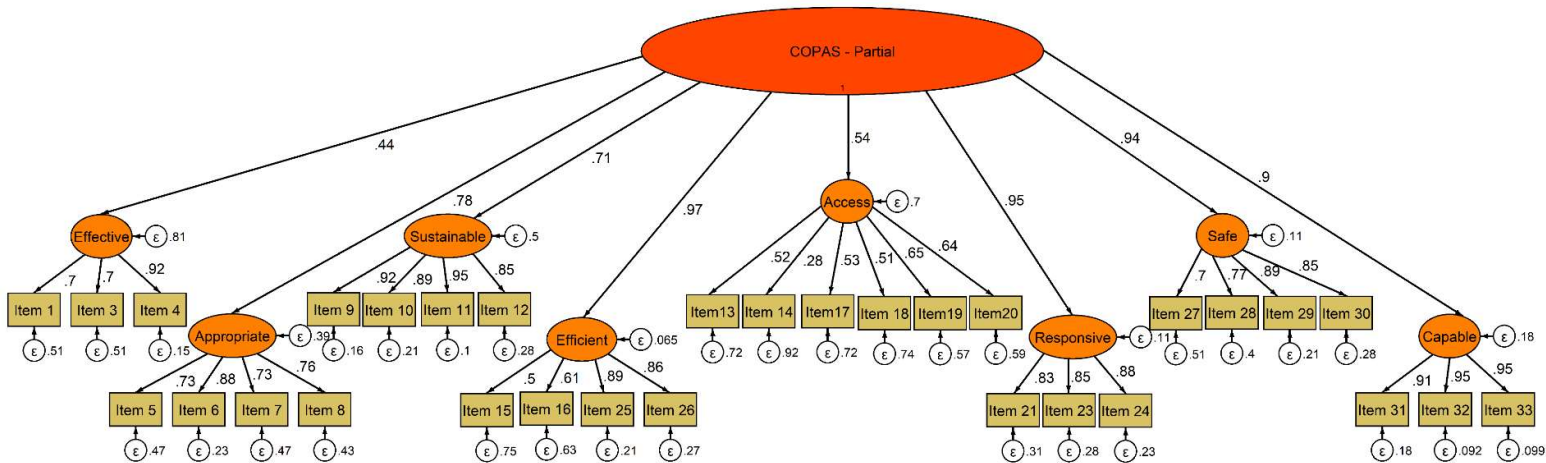 COPAS - Partial
1
.44
.78
.71
.97
.54
.95
.94
.9
Effective
ε .81
.7
.7
.92
Item 1
Item 3
Item 4
ε .51
ε .51
ε .15
Appropriate
ε .39
.73
.88
.73
.76
Item 5
Item 6
Item 7
Item 8
ε .47
ε .23
ε .47
ε .43
Sustainable
ε .5
.92
.89
.95
.85
Item 9
Item 10
Item 11
Item 12
ε .16
ε .21
ε .1
ε .28
Efficient
ε .065
.5
.61
.89
.86
Item 15
Item 16
Item 25
Item 26
ε .75
ε .63
ε .21
ε .27
Access
ε .7
.52
.28
.53
.51
.65
.64
Item13
Item 14
Item17
Item 18
Item19
Item20
ε .72
ε .92
ε .72
ε .74
ε .57
ε .59
Responsive
ε .11
.83
.85
.88
Item 21
Item 23
Item 24
ε .31
ε .28
ε .23
Safe
ε .11
.7
.77
.89
.85
Item 27
Item 28
Item 29
Item 30
ε .51
ε .4
ε .21
ε .28
Capable
ε .18
.91
.95
.95
Item 31
Item 32
Item 33
ε .18
ε .092
ε .099